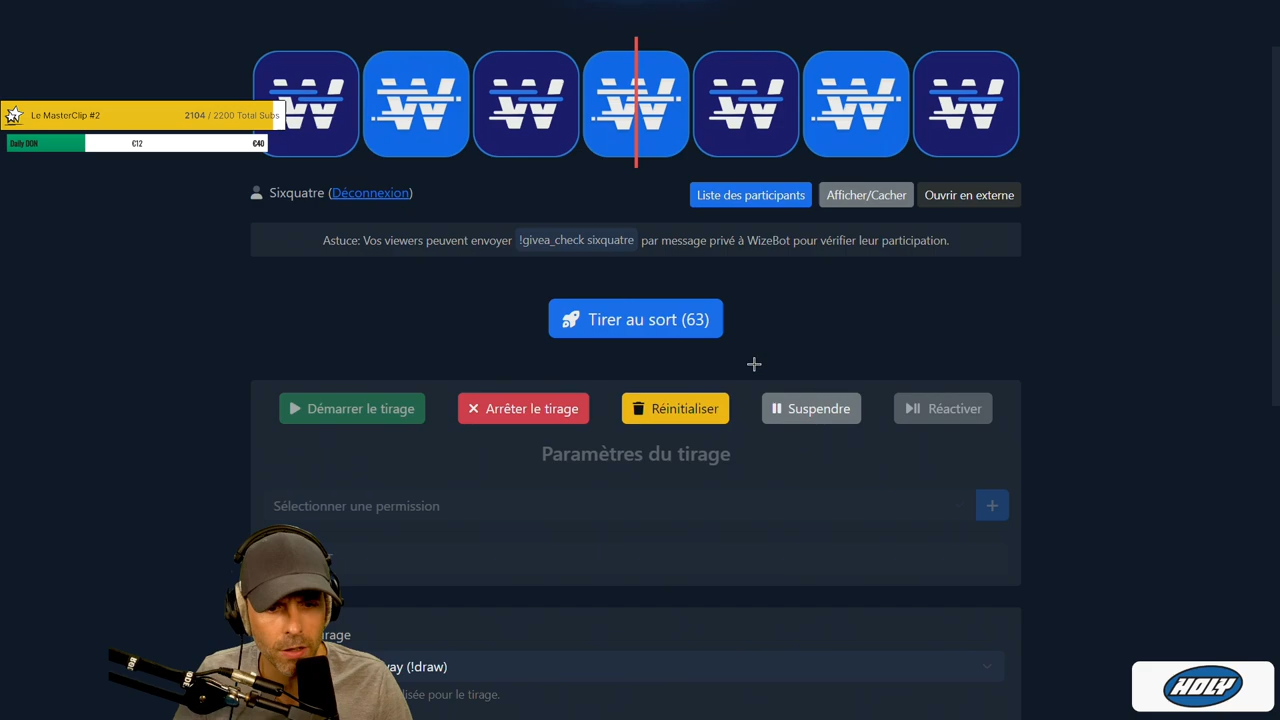 Le MasterClip #2 2104 / 2200 Total Subs
Daily DON €12 €40
Sixquatre (Déconnexion)
Liste des participants
Afficher/Cacher
Ouvrir en externe
Astuce: Vos viewers peuvent envoyer !givea_check sixquatre par message privé à WizeBot pour vérifier leur participation.
Tirer au sort (63)
Démarrer le tirage
Arrêter le tirage
Réinitialiser
Suspendre
Réactiver
Paramètres du tirage
Sélectionner une permission
+
(!draw)
pour le tirage.
HOLY